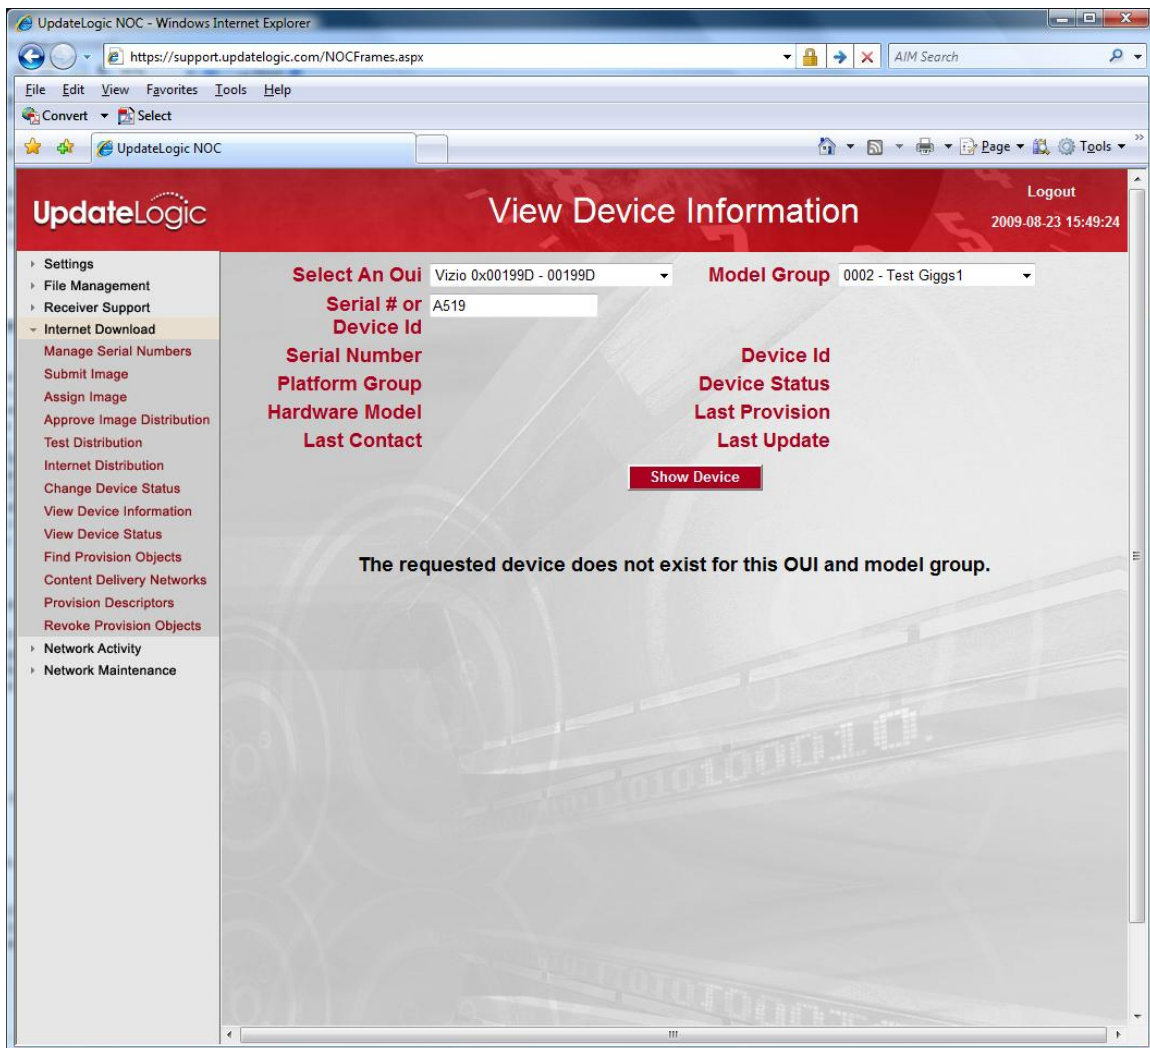 UpdateLogic NOC - Windows Internet Explorer
https://support.updatelogic.com/NOCFrames.aspx
AIM Search
File Edit View Favorites Tools Help
Convert Select
UpdateLogic NOC
Page Tools
UpdateLogic
View Device Information
Logout
2009-08-23 15:49:24
Settings
File Management
Receiver Support
Internet Download
Manage Serial Numbers
Submit Image
Assign Image
Approve Image Distribution
Test Distribution
Internet Distribution
Change Device Status
View Device Information
View Device Status
Find Provision Objects
Content Delivery Networks
Provision Descriptors
Revoke Provision Objects
Network Activity
Network Maintenance
Select An Oui Vizio 0x00199D - 00199D Model Group 0002 - Test Giggs1
Serial # or A519
Device Id
Serial Number Device Id
Platform Group Device Status
Hardware Model Last Provision
Last Contact Last Update
Show Device
The requested device does not exist for this OUI and model group.